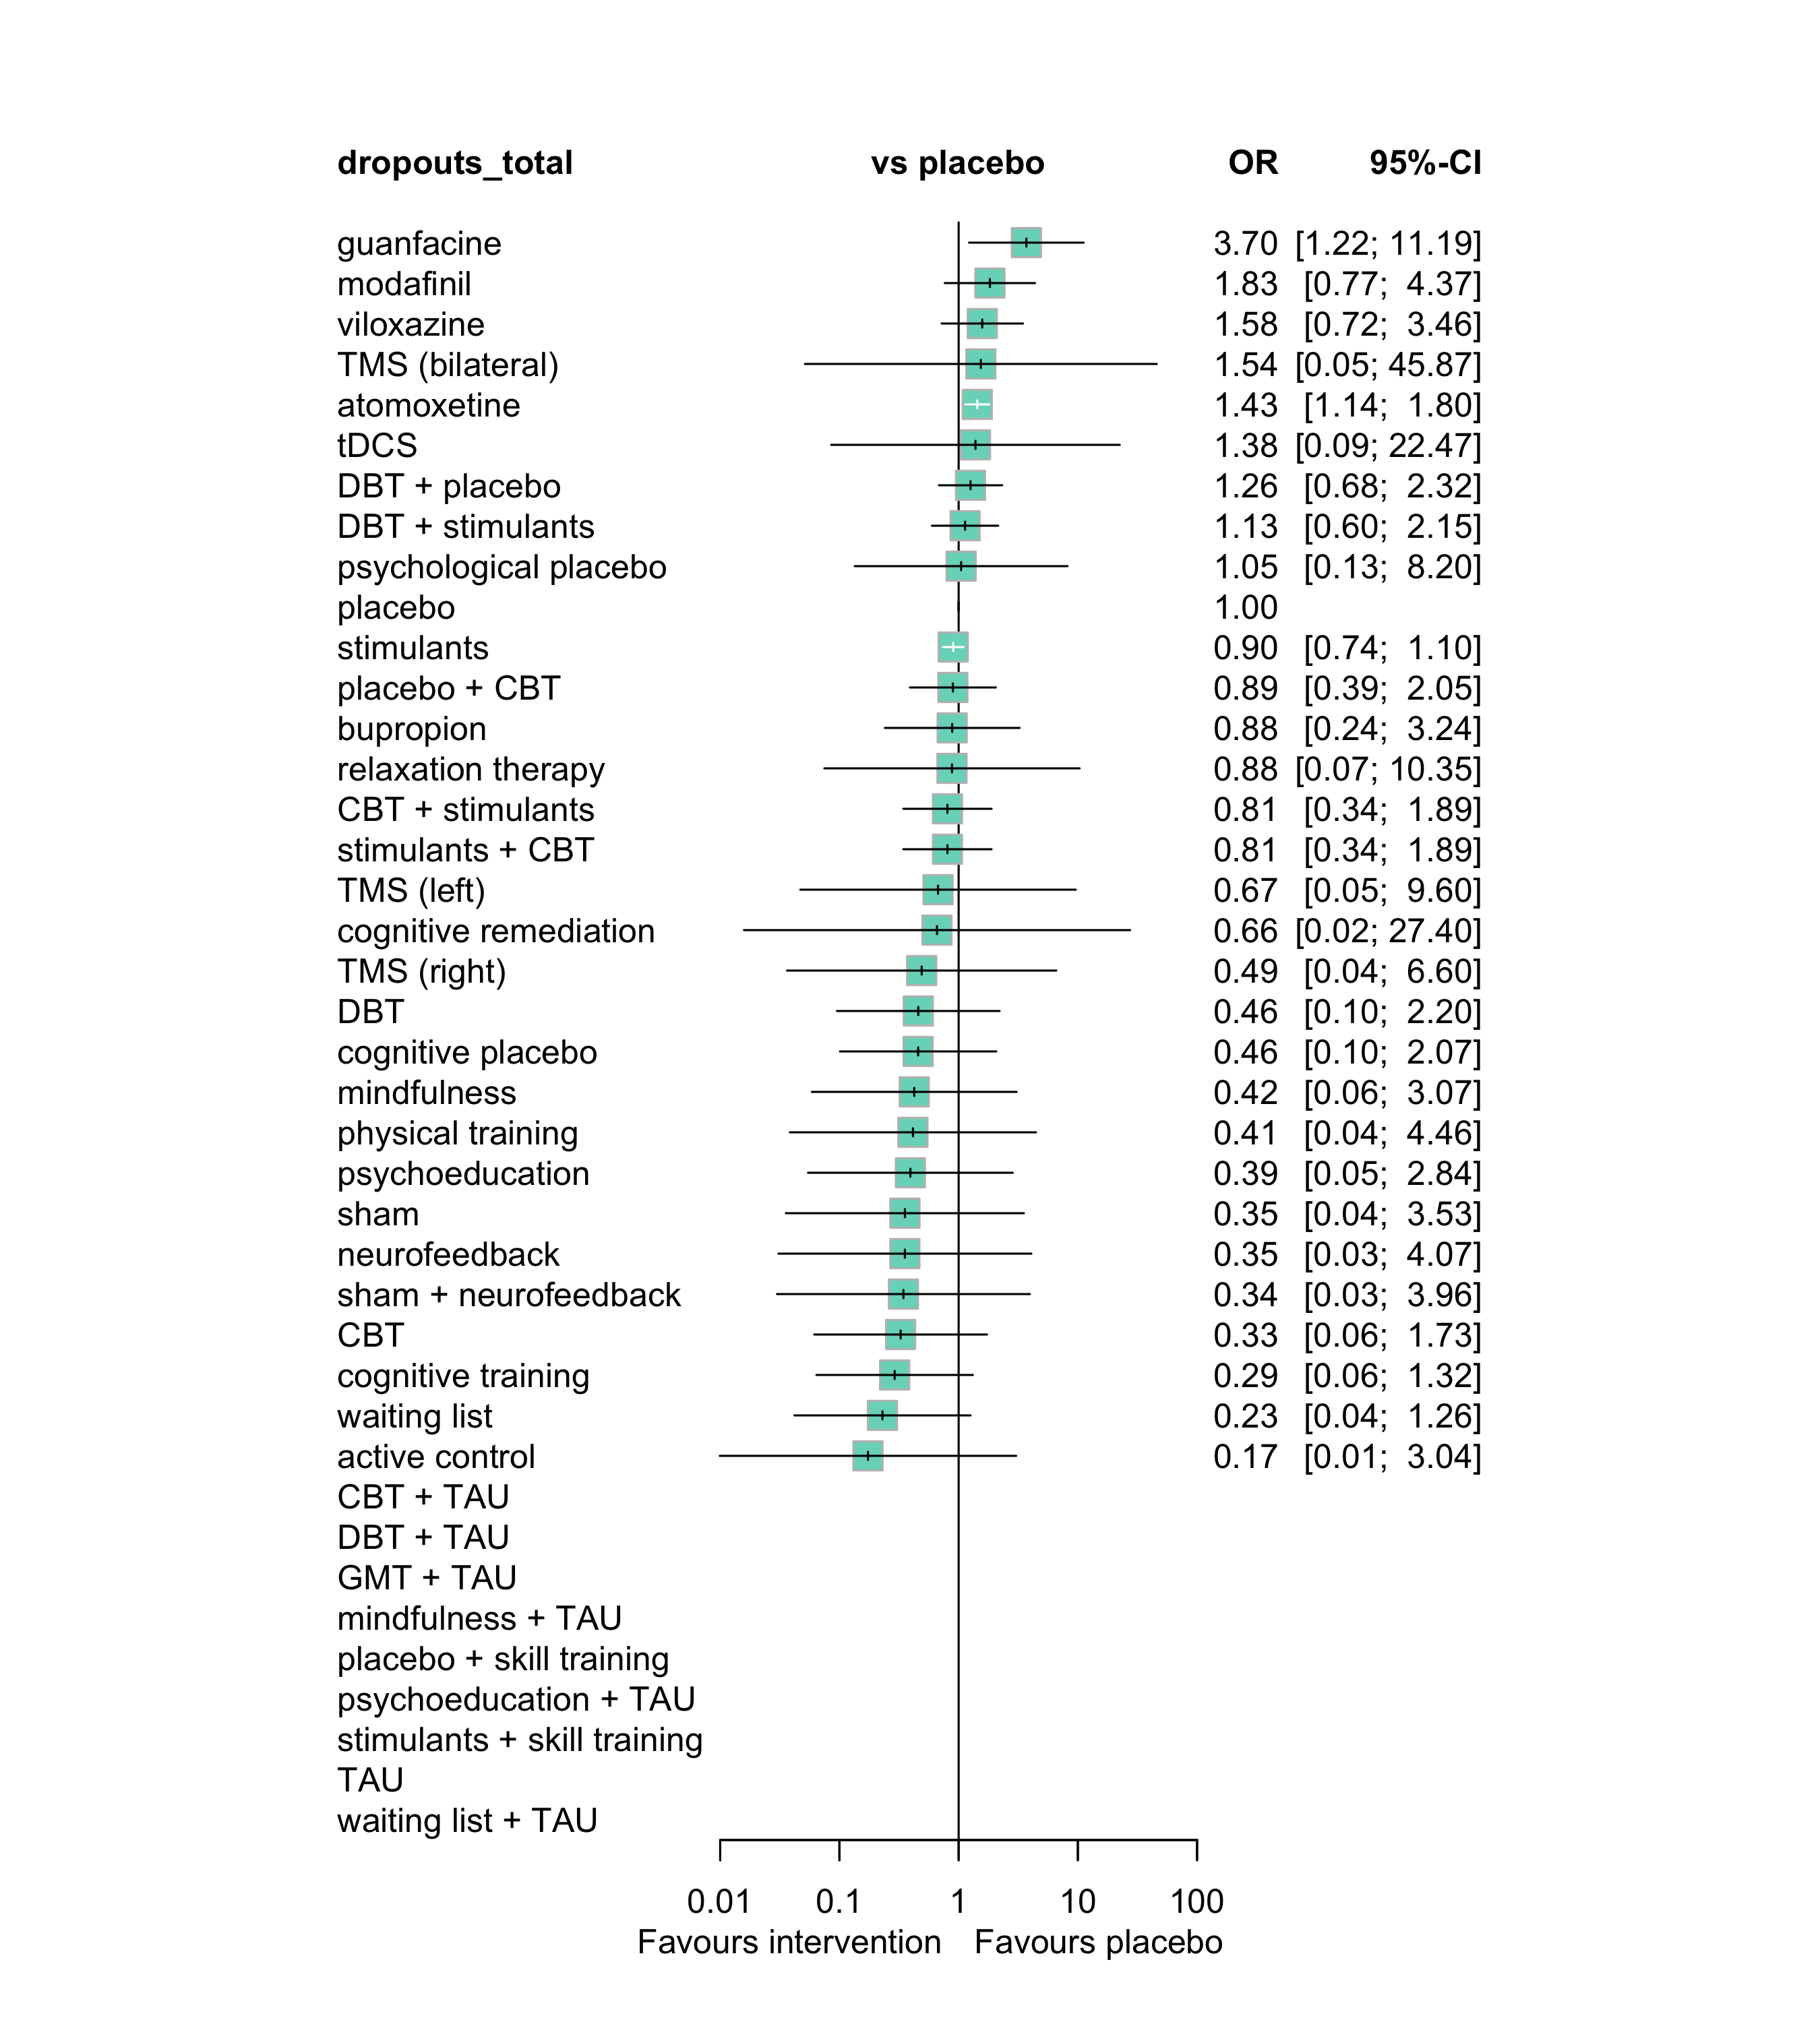 dropouts_total vs placebo OR 95%-CI
guanfacine 3.70 [1.22; 11.19]
modafinil 1.83 [0.77; 4.37]
viloxazine 1.58 [0.72; 3.46]
TMS (bilateral) 1.54 [0.05; 45.87]
atomoxetine 1.43 [1.14; 1.80]
tDCS 1.38 [0.09; 22.47]
DBT + placebo 1.26 [0.68; 2.32]
DBT + stimulants 1.13 [0.60; 2.15]
psychological placebo 1.05 [0.13; 8.20]
placebo 1.00
stimulants 0.90 [0.74; 1.10]
placebo + CBT 0.89 [0.39; 2.05]
bupropion 0.88 [0.24; 3.24]
relaxation therapy 0.88 [0.07; 10.35]
CBT + stimulants 0.81 [0.34; 1.89]
stimulants + CBT 0.81 [0.34; 1.89]
TMS (left) 0.67 [0.05; 9.60]
cognitive remediation 0.66 [0.02; 27.40]
TMS (right) 0.49 [0.04; 6.60]
DBT 0.46 [0.10; 2.20]
cognitive placebo 0.46 [0.10; 2.07]
mindfulness 0.42 [0.06; 3.07]
physical training 0.41 [0.04; 4.46]
psychoeducation 0.39 [0.05; 2.84]
sham 0.35 [0.04; 3.53]
neurofeedback 0.35 [0.03; 4.07]
sham + neurofeedback 0.34 [0.03; 3.96]
CBT 0.33 [0.06; 1.73]
cognitive training 0.29 [0.06; 1.32]
waiting list 0.23 [0.04; 1.26]
active control 0.17 [0.01; 3.04]
CBT + TAU
DBT + TAU
GMT + TAU
mindfulness + TAU
placebo + skill training
psychoeducation + TAU
stimulants + skill training
TAU
waiting list + TAU
0.01 0.1 1 10 100
Favours intervention Favours placebo